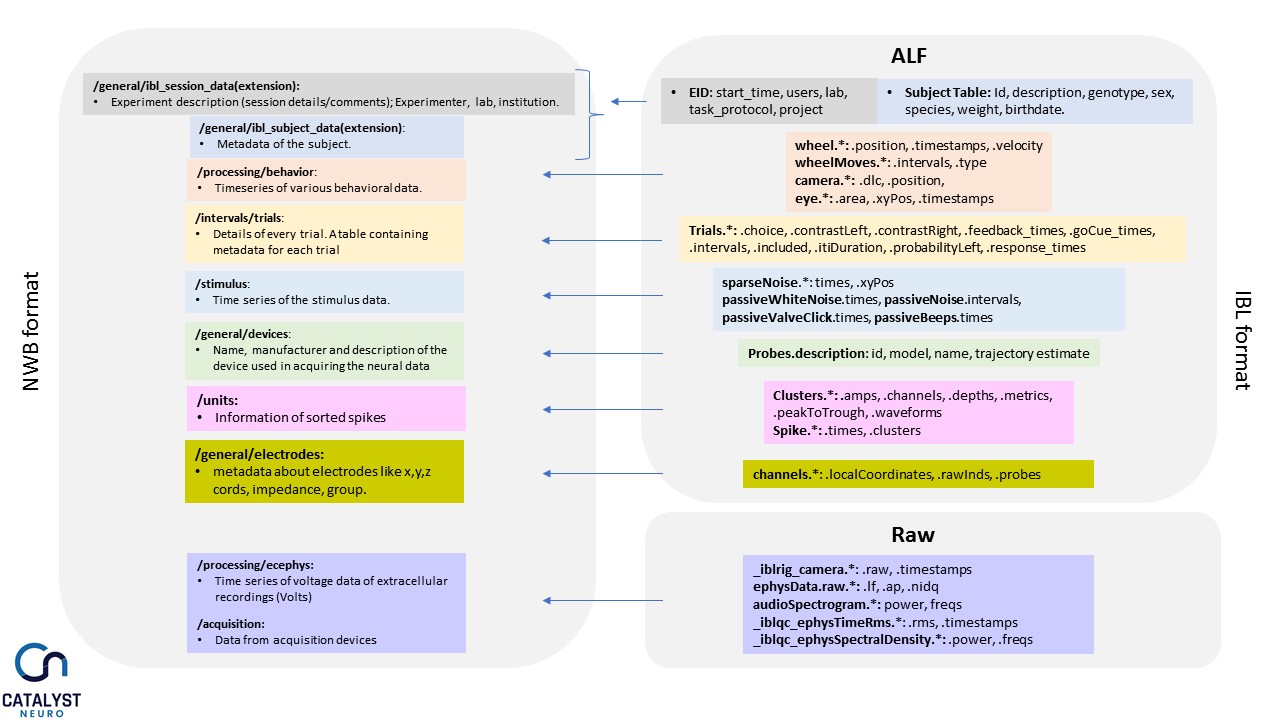 NWB format
/general/ibl_session_data(extension):
• Experiment description (session details/comments); Experimenter, lab, institution.
/general/ibl_subject_data(extension):
• Metadata of the subject.
/processing/behavior:
• Timeseries of various behavioral data.
/intervals/trials:
• Details of every trial. A table containing
metadata for each trial
/stimulus:
• Time series of the stimulus data.
/general/devices:
• Name, manufacturer and description of the
device used in acquiring the neural data
/units:
• Information of sorted spikes
/general/electrodes:
• metadata about electrodes like x,y,z
cords, impedance, group.
/processing/ecephys:
• Time series of voltage data of extracellular
recordings (Volts)
/acquisition:
• Data from acquisition devices
ALF
• EID: start_time, users, lab,
task_protocol, project
• Subject Table: Id, description, genotype, sex,
species, weight, birthdate.
wheel.*: .position, .timestamps, .velocity
wheelMoves.*: .intervals, .type
camera.*: .dlc, .position,
eye.*: .area, .xyPos, .timestamps
Trials.*: .choice, .contrastLeft, .contrastRight, .feedback_times, .goCue_times,
.intervals, .included, .itiDuration, .probabilityLeft, .response_times
sparseNoise.*: times, .xyPos
passiveWhiteNoise.times, passiveNoise.intervals,
passiveValveClick.times, passiveBeeps.times
Probes.description: id, model, name, trajectory estimate
Clusters.*: .amps, .channels, .depths, .metrics,
.peakToTrough, .waveforms
Spike.*: .times, .clusters
channels.*: .localCoordinates, .rawInds, .probes
Raw
_iblrig_camera.*: .raw, .timestamps
ephysData.raw.*: .lf, .ap, .nidq
audioSpectrogram.*: power, freqs
_iblqc_ephysTimeRms.*: .rms, .timestamps
_iblqc_ephysSpectralDensity.*: .power, .freqs
IBL format
CATALYST
NEURO